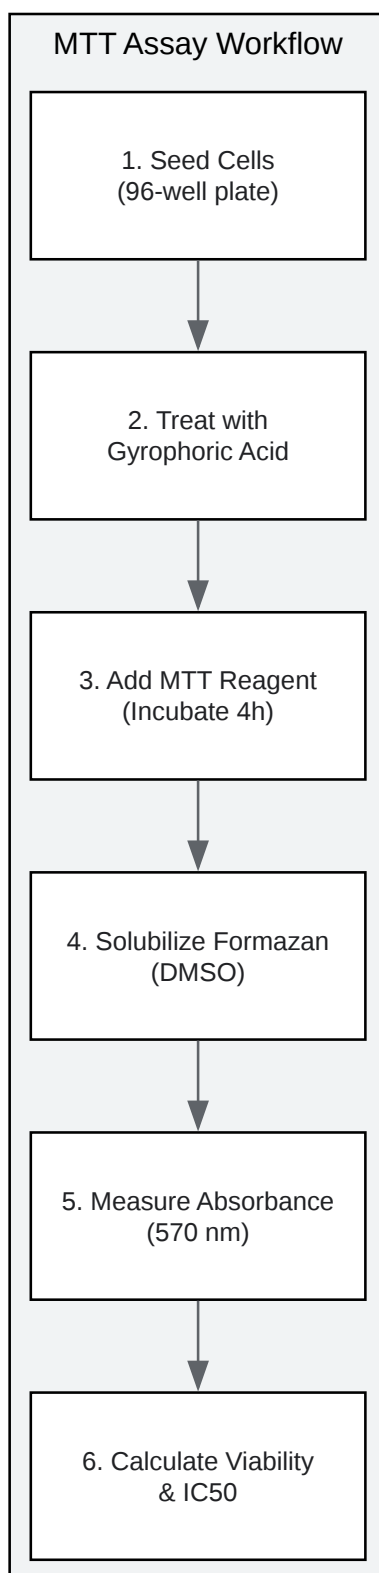 MTT Assay Workflow
1. Seed Cells
(96-well plate)
2. Treat with
Gyrophoric Acid
3. Add MTT Reagent
(Incubate 4h)
4. Solubilize Formazan
(DMSO)
5. Measure Absorbance
(570 nm)
6. Calculate Viability
& IC50